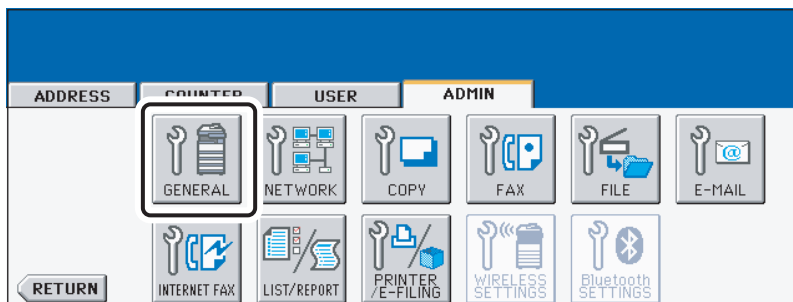 ADDRESS COUNTER USER ADMIN
GENERAL NETWORK COPY FAX FILE E-MAIL
@
INTERNET FAX LIST/REPORT PRINTER /E-FILING WIRELESS SETTINGS Bluetooth SETTINGS
RETURN